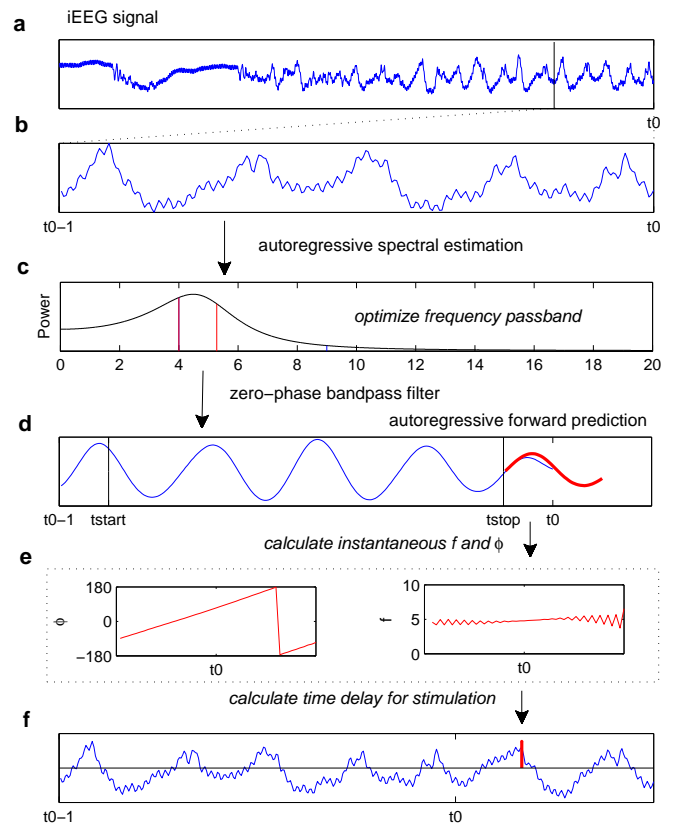 iEEG signal
a
t0
b
t0−1 t0
autoregressive spectral estimation
c
Power
optimize frequency passband
0 2 4 6 8 10 12 14 16 18 20
zero−phase bandpass filter
d
autoregressive forward prediction
t0−1 tstart tstop t0
calculate instantaneous f and ϕ
e
180
0
−180
ϕ
t0
10
5
0
f
t0
calculate time delay for stimulation
f
t0−1 t0